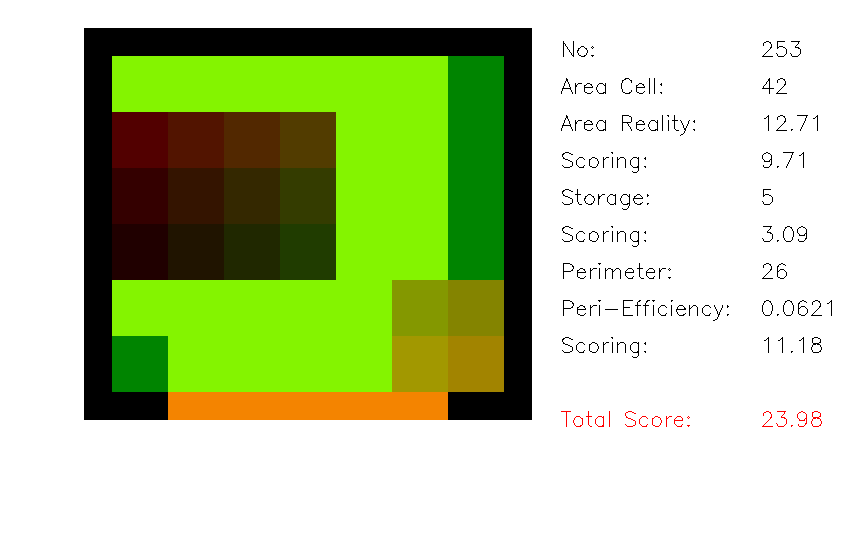 No: 253
Area Cell: 42
Area Reality: 12.71
Scoring: 9.71
Storage: 5
Scoring: 3.09
Perimeter: 26
Peri-Efficiency: 0.0621
Scoring: 11.18
Total Score: 23.98